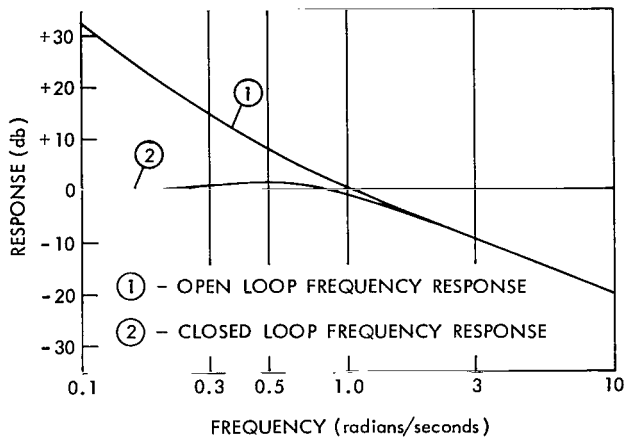 +30
+20
+10
0
-10
-20
-30
RESPONSE (db)
1
2
1 - OPEN LOOP FREQUENCY RESPONSE
2 - CLOSED LOOP FREQUENCY RESPONSE
0.1 0.3 0.5 1.0 3 10
FREQUENCY (radians/seconds)